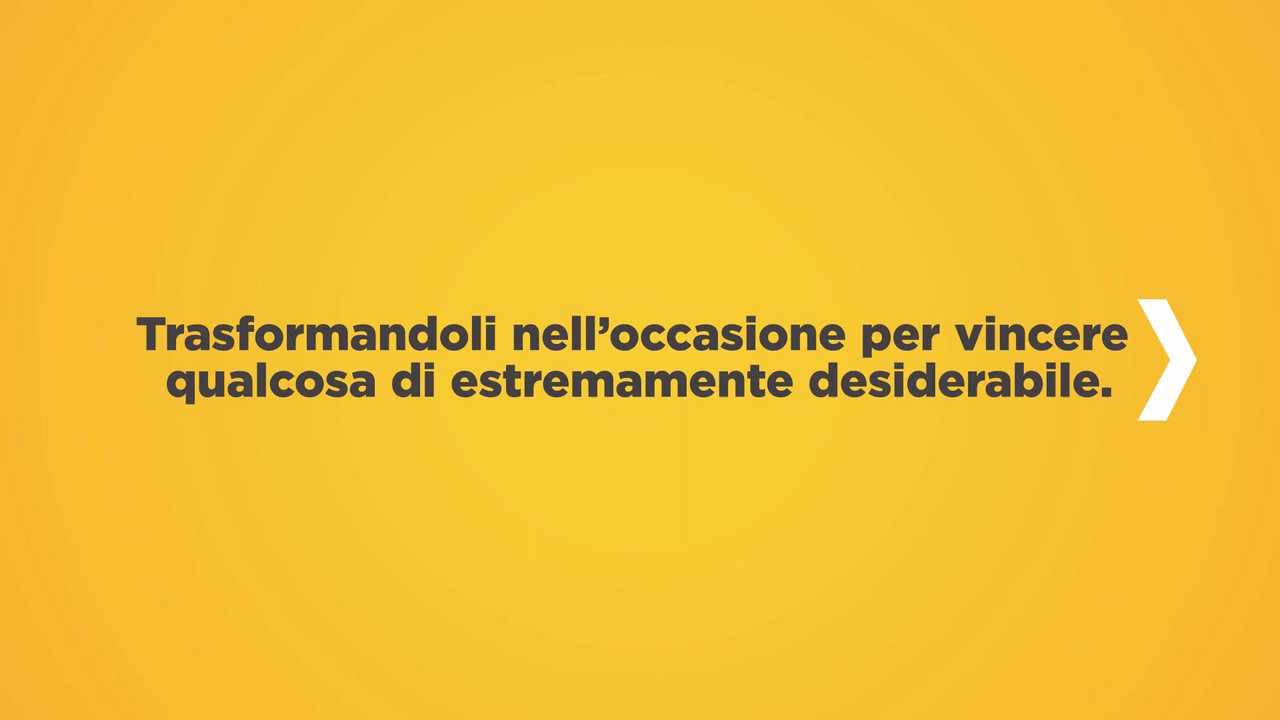 Trasformandoli nell’occasione per vincere
qualcosa di estremamente desiderabile.